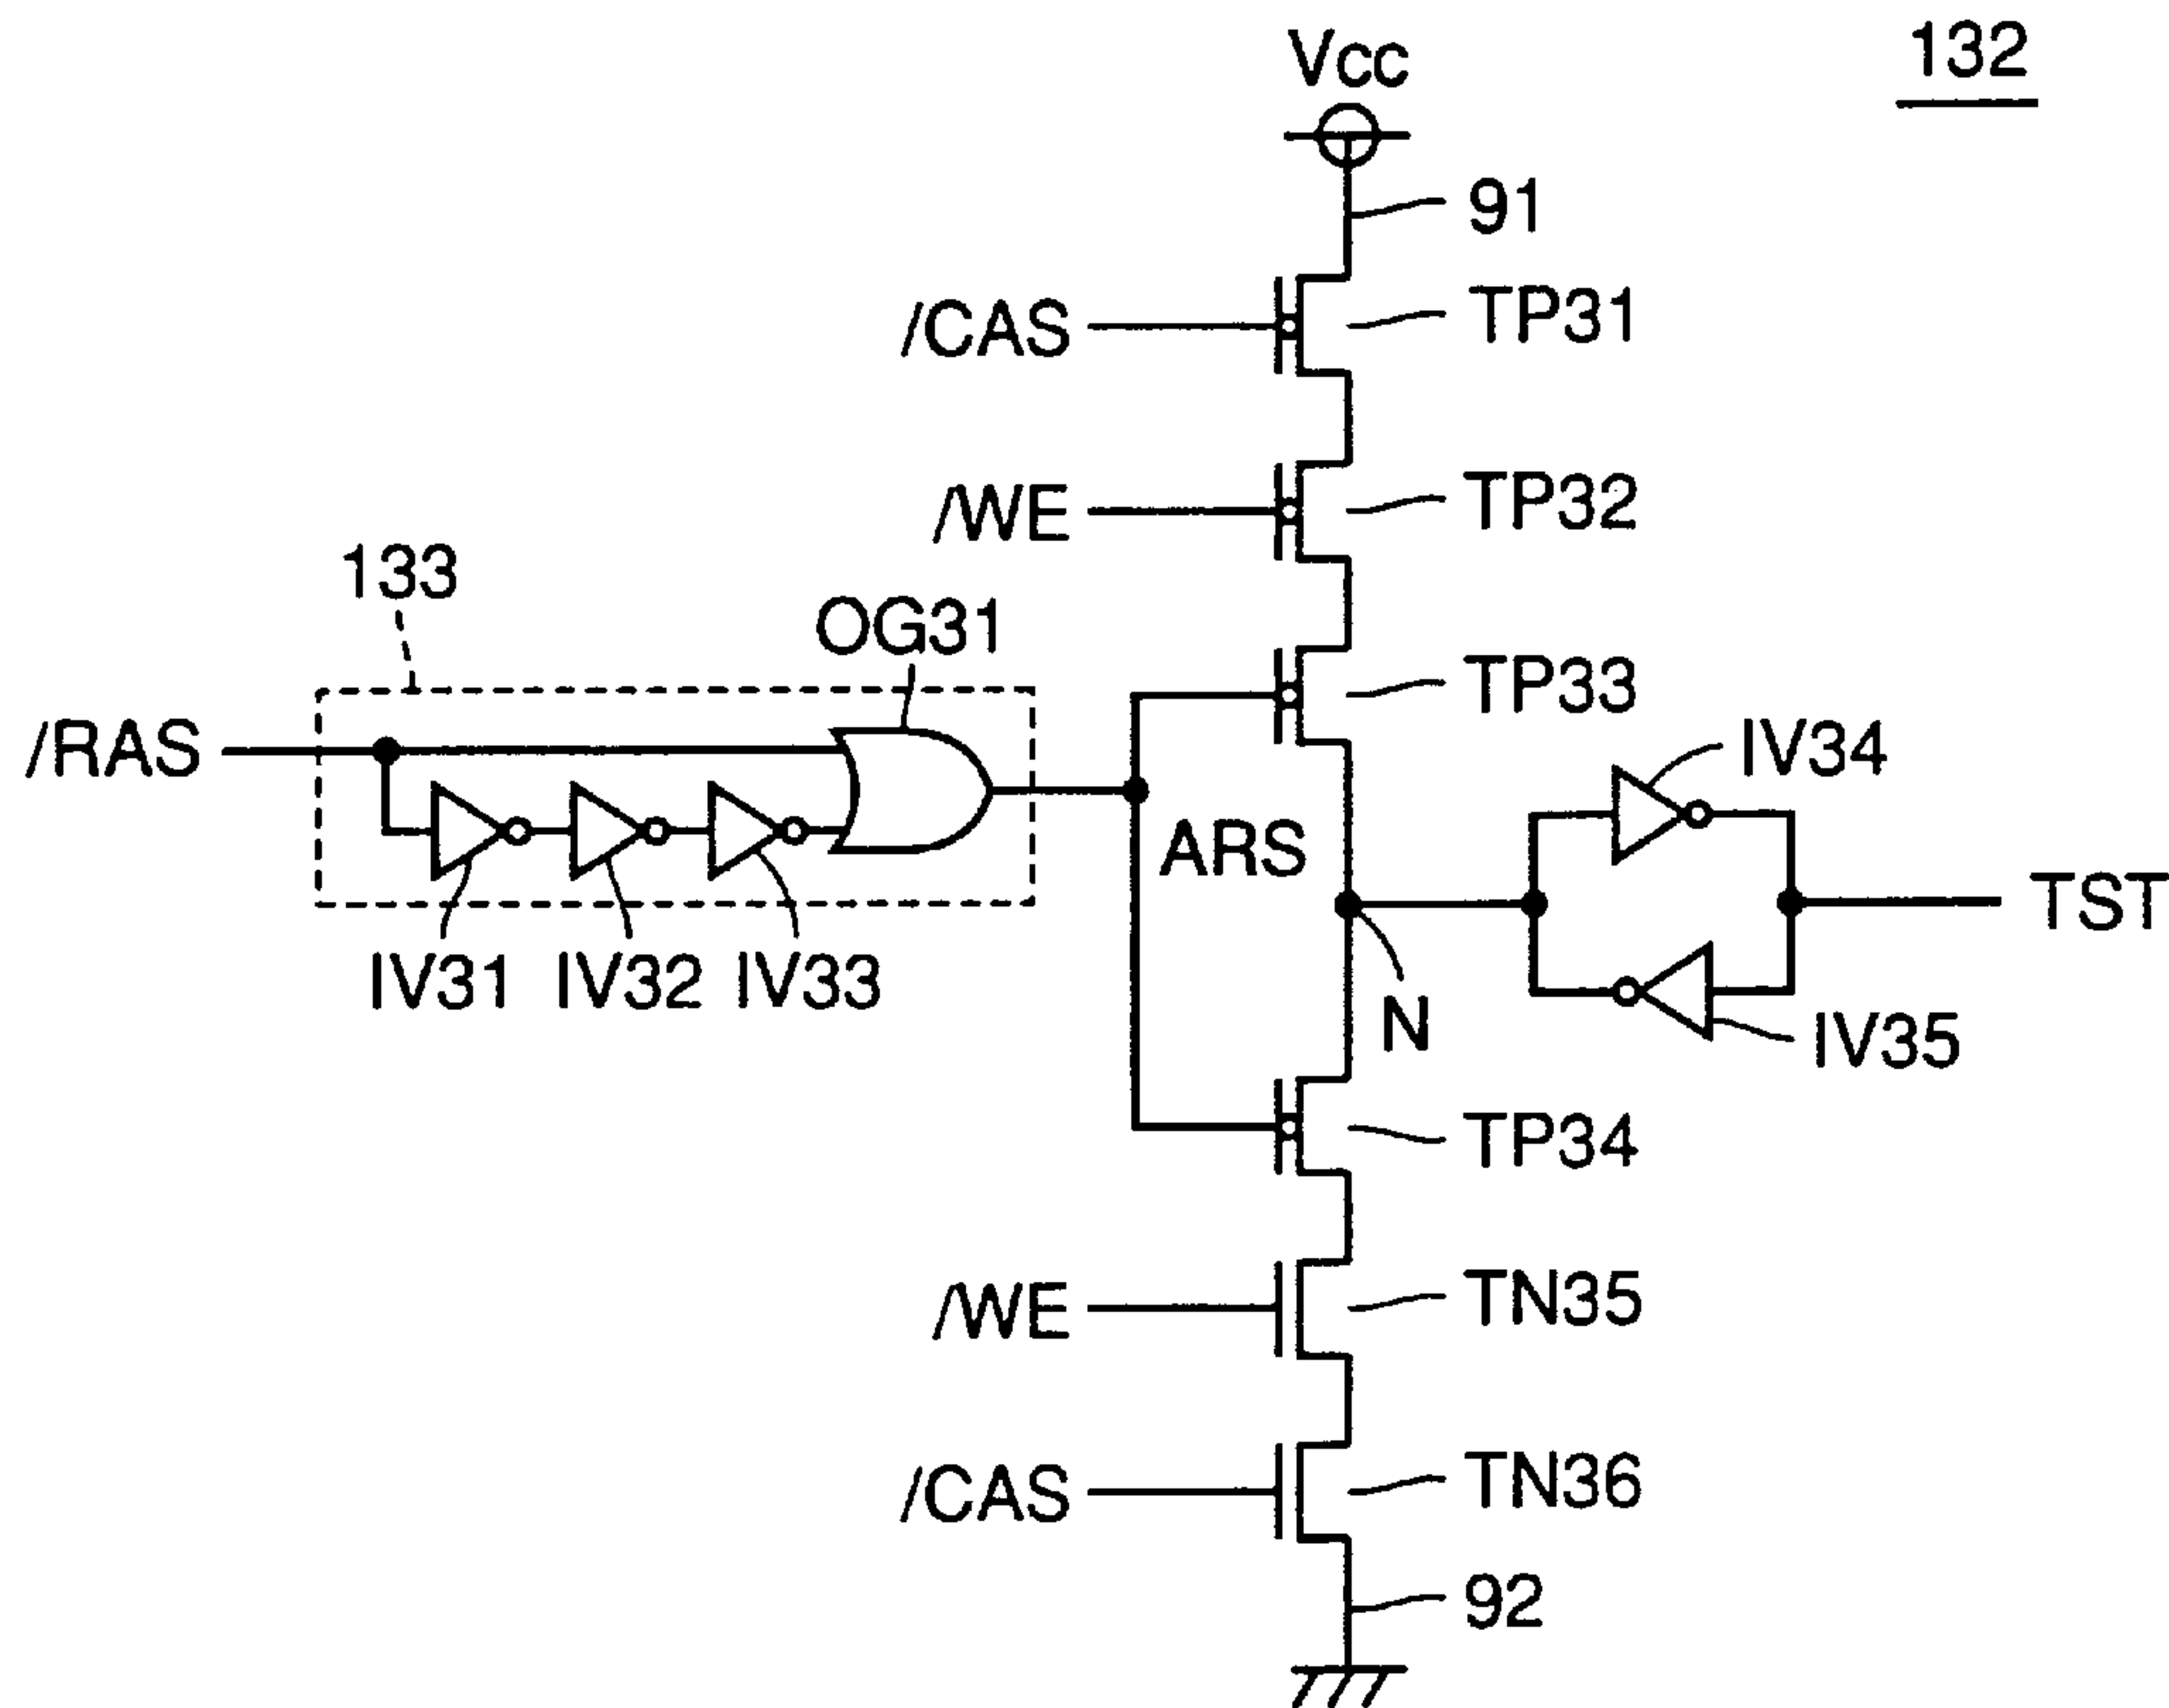 132
Vcc
91
/CAS
TP31
/WE
TP32
133
OG31
TP33
/RAS
IV34
ARS
TST
IV31 IV32 IV33
N
IV35
TP34
/WE
TN35
/CAS
TN36
92